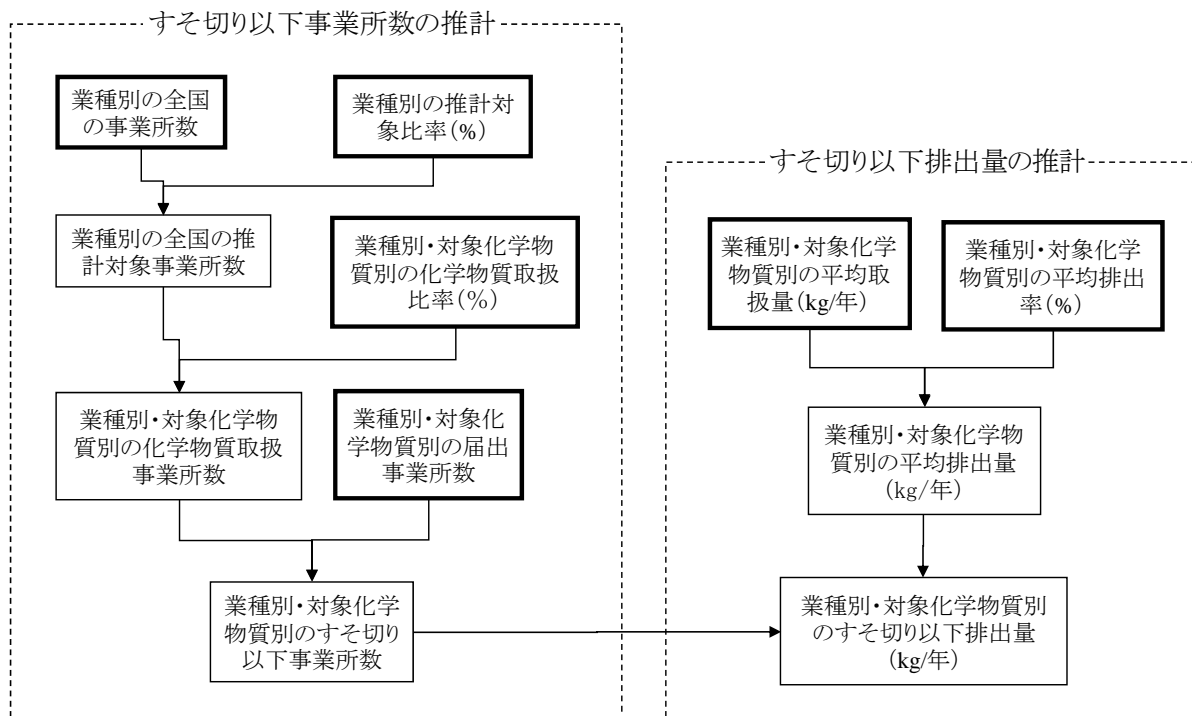 すそ切り以下事業所数の推計
業種別の全国
の事業所数
業種別の推計対
象比率(%)
業種別の全国の推
計対象事業所数
業種別・対象化学物
質別の化学物質取扱
比率(%)
業種別・対象化学物
質別の化学物質取扱
事業所数
業種別・対象化
学物質別の届出
事業所数
業種別・対象化学
物質別のすそ切り
以下事業所数
すそ切り以下排出量の推計
業種別・対象化学
物質別の平均取
扱量(kg/年)
業種別・対象化学
物質別の平均排出
率(%)
業種別・対象化学物
質別の平均排出量
(kg/年)
業種別・対象化学物質別
のすそ切り以下排出量
(kg/年)